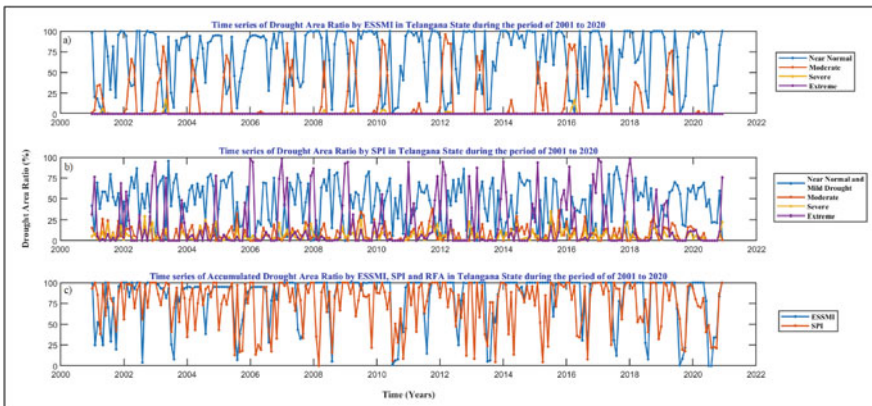 Time series of Drought Area Ratio by ESSMI in Telangana State during the period of 2001 to 2020
a)
100
75
50
25
0
2000 2002 2004 2006 2008 2010 2012 2014 2016 2018 2020 2022
Near Normal
Moderate
Severe
Extreme
Time series of Drought Area Ratio by SPI in Telangana State during the period of 2001 to 2020
b)
100
75
50
25
0
2000 2002 2004 2006 2008 2010 2012 2014 2016 2018 2020 2022
Near Normal and
Mild Drought
Moderate
Severe
Extreme
Drought Area Ratio (%)
Time series of Accumulated Drought Area Ratio by ESSMI, SPI and RFA in Telangana State during the period of of 2001 to 2020
c)
100
75
50
25
0
2000 2002 2004 2006 2008 2010 2012 2014 2016 2018 2020 2022
ESSMI
SPI
Time (Years)